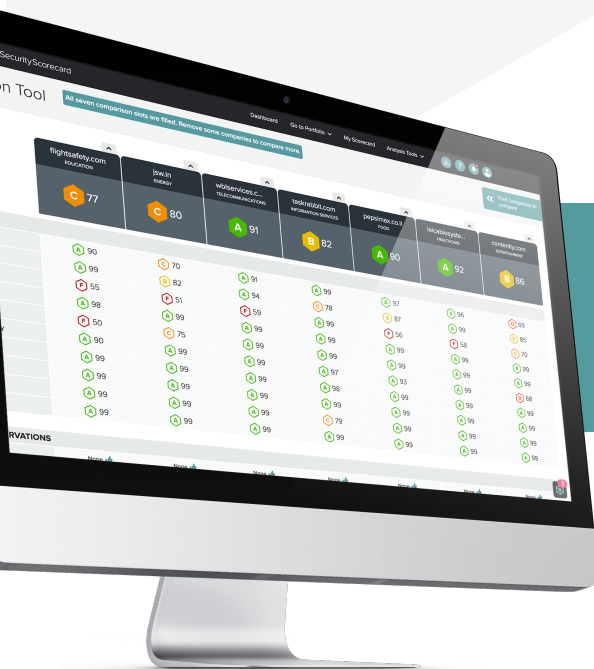 SecurityScorecard
Dashboard Go to Portfolio My Scorecard Analysis Tools
n Tool
All seven comparison slots are filled. Remove some companies to compare more.
Find companies to compare
flightsafety.com jsw.in wblservices.c... taskrabbit.com pepsimex.co.il leicabiosyste... contently.com
EDUCATION ENERGY TELECOMMUNICATIONS INFORMATION SERVICES FOOD HEALTHCARE ENTERTAINMENT
C 77 C 80 A 91 B 82 A 90 A 92 B 86
A 90 C 70 A 91 A 99 A 97 A 96 D 69
A 99 B 82 A 94 C 78 B 87 A 99 B 85
F 55 F 51 F 59 A 99 F 56 F 58 C 70
A 98 A 99 A 99 A 99 A 99 A 99 A 99
F 50 C 75 A 99 A 99 A 99 A 99 A 99
A 90 A 99 A 99 A 97 A 93 A 99 D 68
A 99 A 99 A 99 A 98 A 99 A 99 A 99
A 99 A 99 A 99 A 99 A 99 A 99 A 99
A 99 A 99 A 99 C 79 A 99 A 99 A 99
A 99 A 99 A 99 A 99 A 99 A 99 A 99
RVATIONS
None None None None None None None